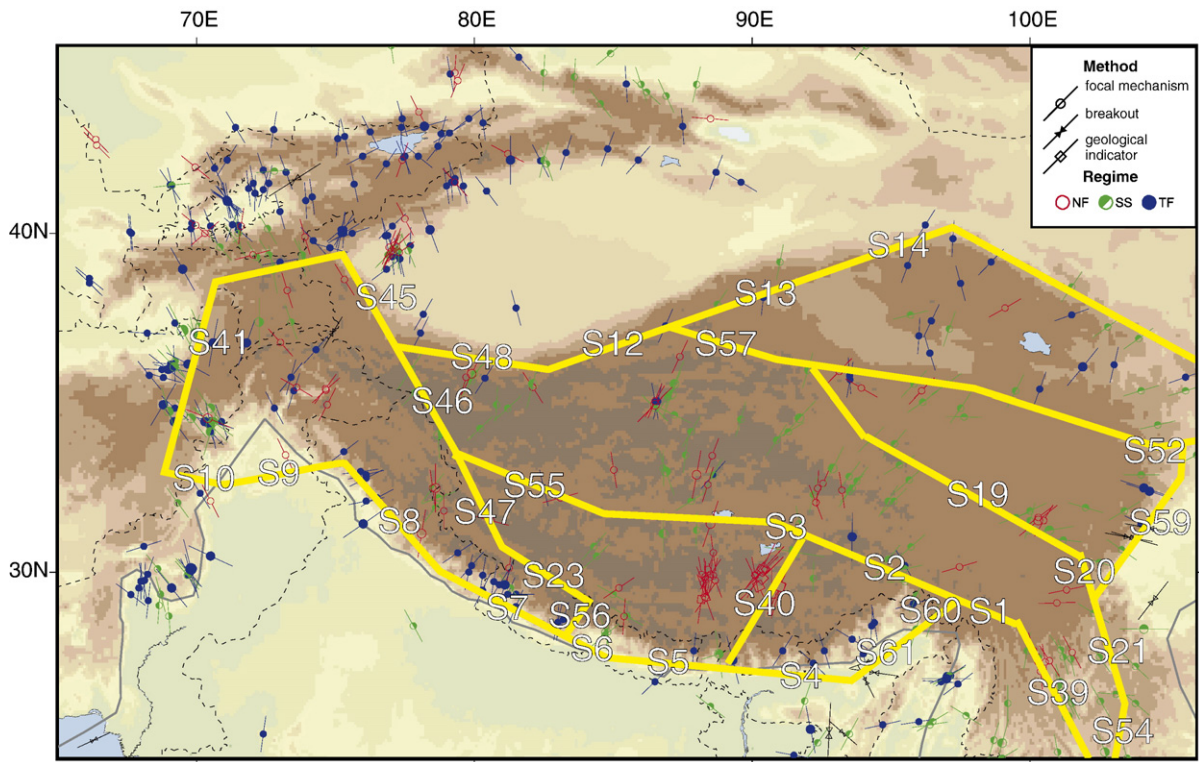 70E 80E 90E 100E
Method
focal mechanism
breakout
geological
indicator
Regime
NF SS TF
40N
30N
S14
S13
S45
S41
S12
S57
S48
S46
S52
S10
S9
S55
S19
S8
S47
S3
S59
S2
S20
S23
S40
S60
S1
S7
S56
S6
S5
S61
S21
S4
S39
S54